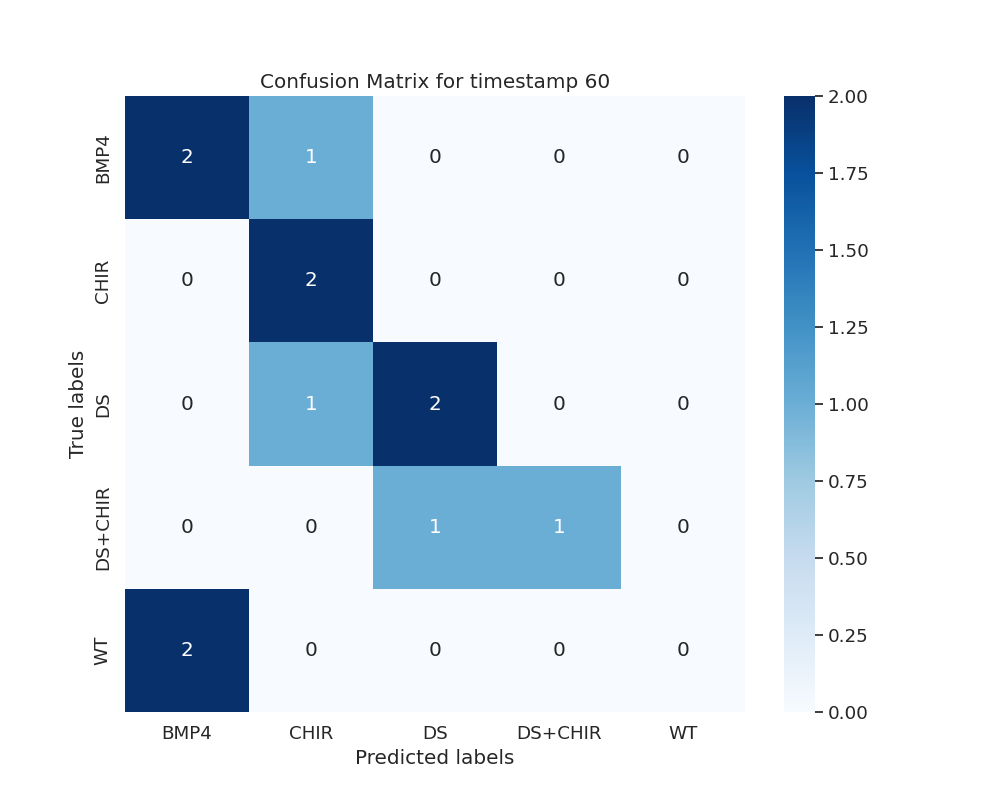 Confusion Matrix for timestamp 60
True labels
BMP4 2 1 0 0 0
CHIR 0 2 0 0 0
DS 0 1 2 0 0
DS+CHIR 0 0 1 1 0
WT 2 0 0 0 0
BMP4 CHIR DS DS+CHIR WT
Predicted labels
2.00
1.75
1.50
1.25
1.00
0.75
0.50
0.25
0.00